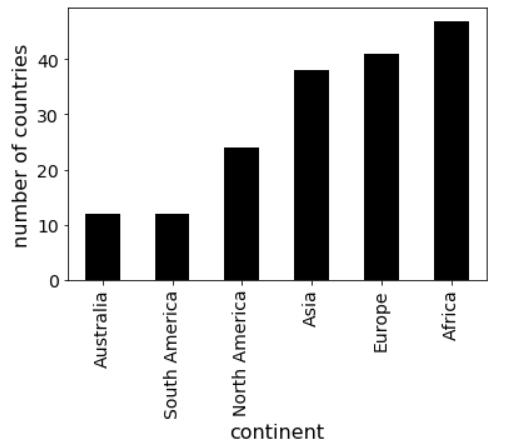 number of countries
40
30
20
10
0
Australia
South America
North America
Asia
Europe
Africa
continent